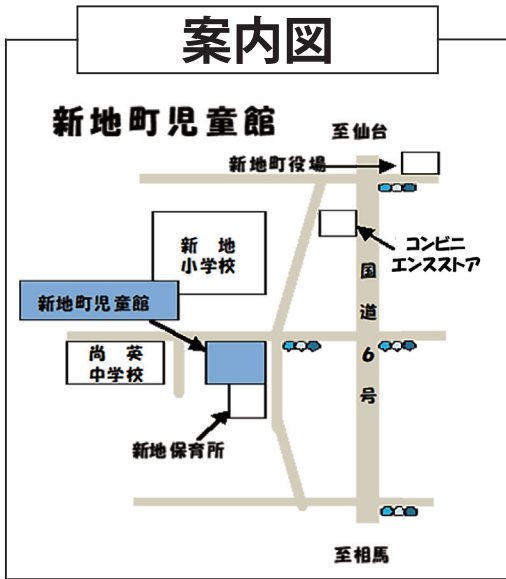 案内図
新地町児童館
至仙台
新地町役場
新地
小学校
コンビニ
エンスストア
新地町児童館
国道6号
尚英
中学校
新地保育所
至相馬